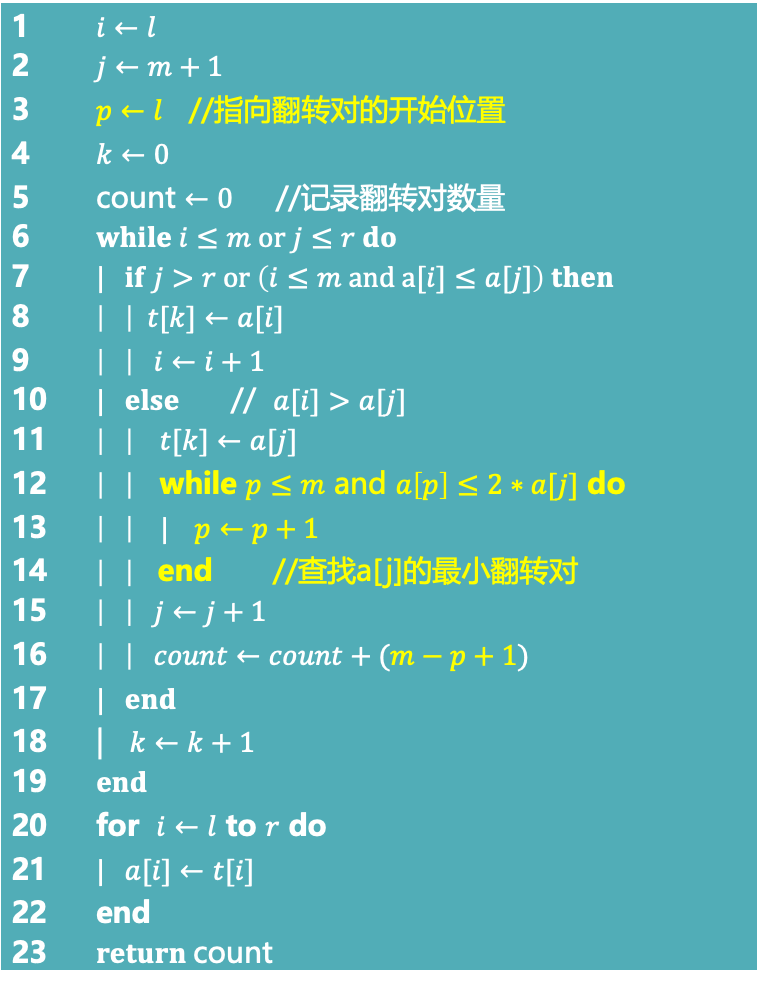 1 i ← l
2 j ← m + 1
3 p ← l //指向翻转对的开始位置
4 k ← 0
5 count ← 0 //记录翻转对数量
6 while i ≤ m or j ≤ r do
7 | if j > r or (i ≤ m and a[i] ≤ a[j]) then
8 | | t[k] ← a[i]
9 | | i ← i + 1
10 | else // a[i] > a[j]
11 | | t[k] ← a[j]
12 | | while p ≤ m and a[p] ≤ 2 * a[j] do
13 | | | p ← p + 1
14 | | end //查找a[j]的最小翻转对
15 | | j ← j + 1
16 | | count ← count + (m − p + 1)
17 | end
18 | k ← k + 1
19 end
20 for i ← l to r do
21 | a[i] ← t[i]
22 end
23 return count